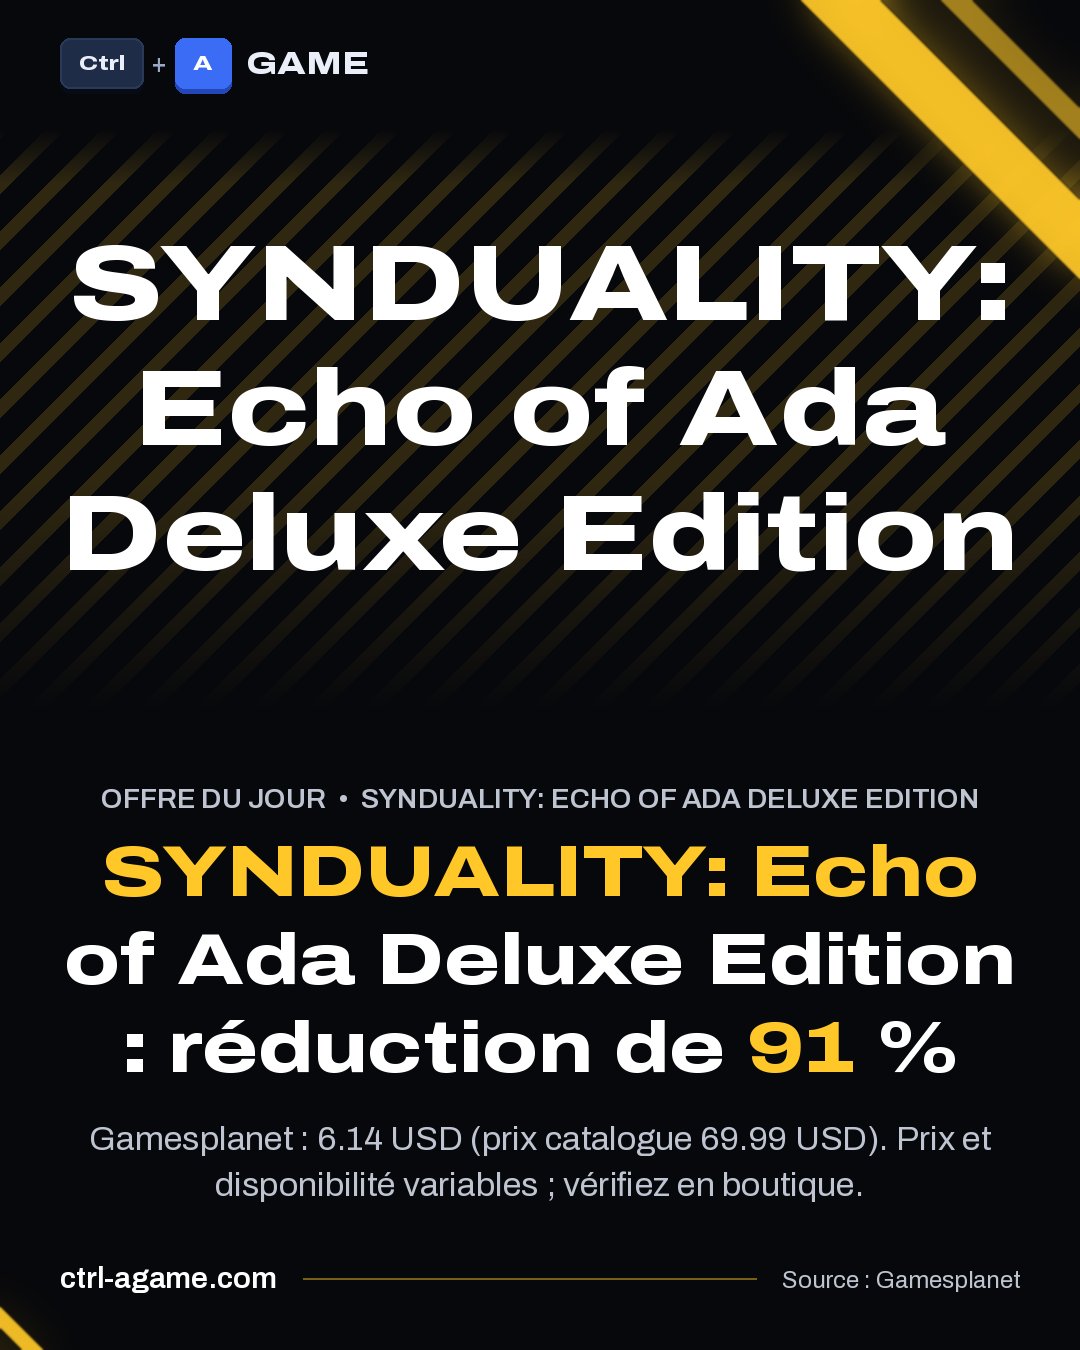 Ctrl + A GAME
SYNDUALITY:
Echo of Ada
Deluxe Edition
OFFRE DU JOUR • SYNDUALITY: ECHO OF ADA DELUXE EDITION
SYNDUALITY: Echo
of Ada Deluxe Edition
: réduction de 91 %
Gamesplanet : 6.14 USD (prix catalogue 69.99 USD). Prix et
disponibilité variables ; vérifiez en boutique.
ctrl-agame.com
Source : Gamesplanet